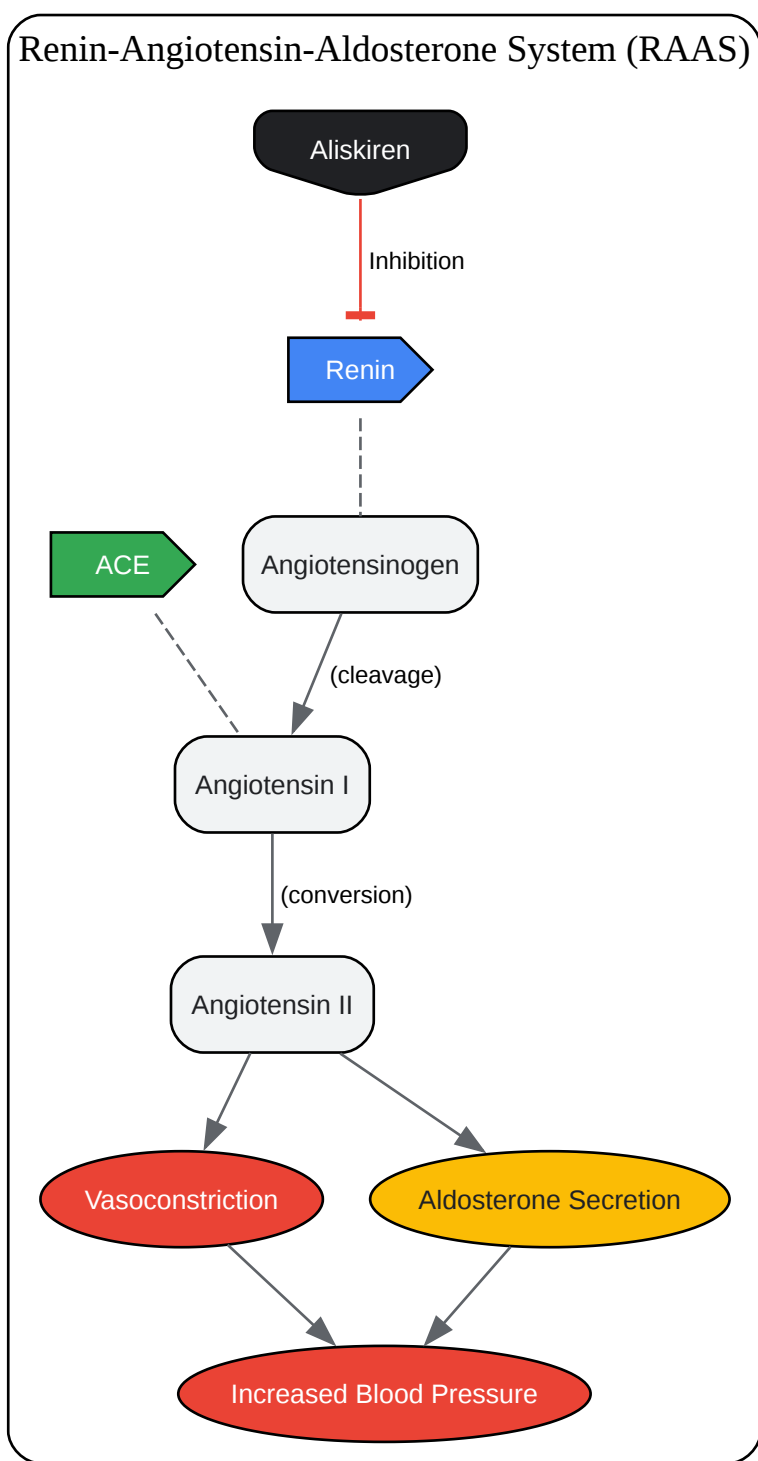 Renin-Angiotensin-Aldosterone System (RAAS)
Aliskiren
Inhibition
Renin
ACE
Angiotensinogen
(cleavage)
Angiotensin I
(conversion)
Angiotensin II
Vasoconstriction
Aldosterone Secretion
Increased Blood Pressure